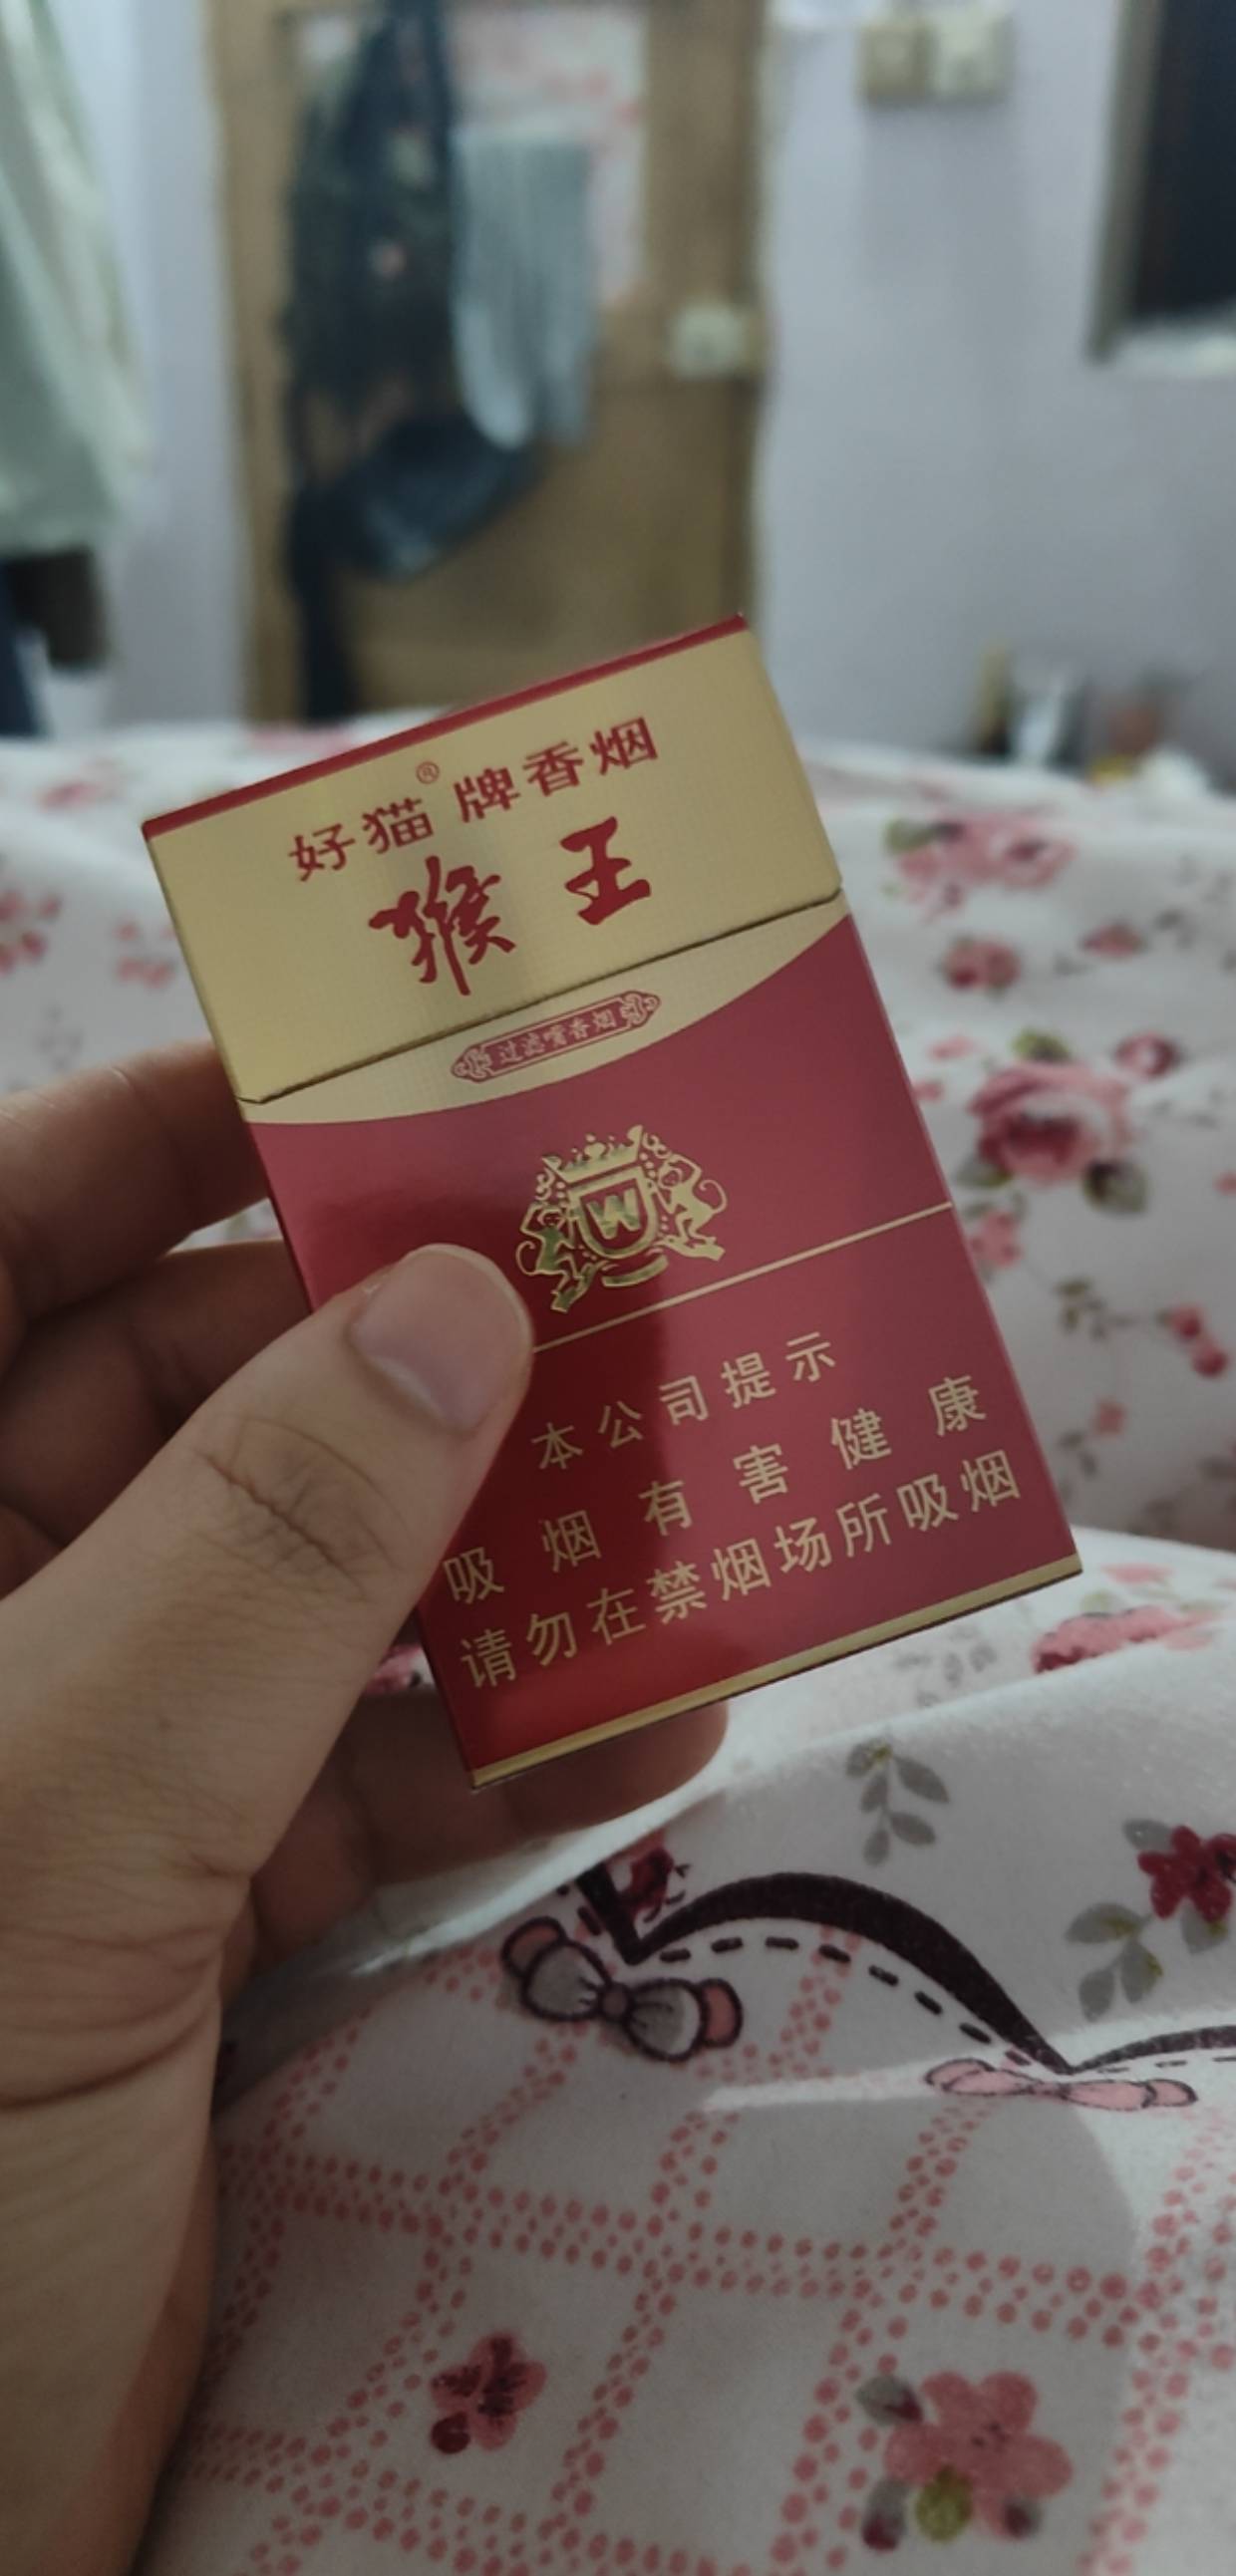 好猫®牌香烟
猴王
过滤嘴香烟
W
本公司提示
吸烟有害健康
请勿在禁烟场所吸烟